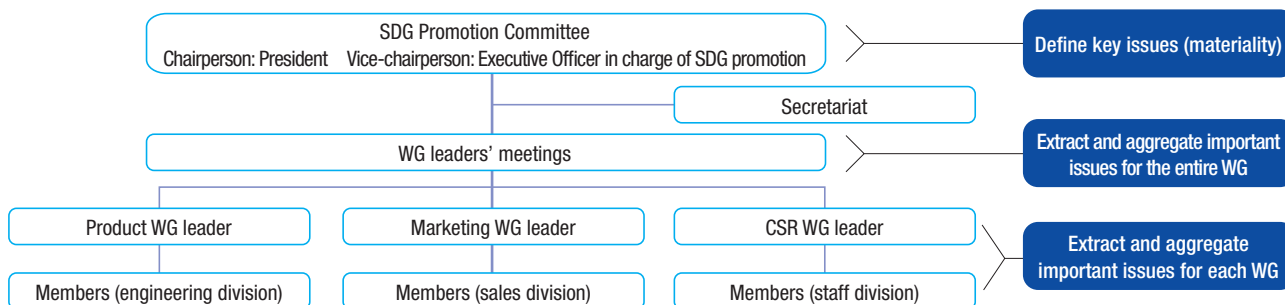 SDG Promotion Committee
Chairperson: President Vice-chairperson: Executive Officer in charge of SDG promotion
Define key issues (materiality)
Secretariat
WG leaders’ meetings
Extract and aggregate important
issues for the entire WG
Product WG leader
Marketing WG leader
CSR WG leader
Extract and aggregate
important issues for each WG
Members (engineering division)
Members (sales division)
Members (staff division)